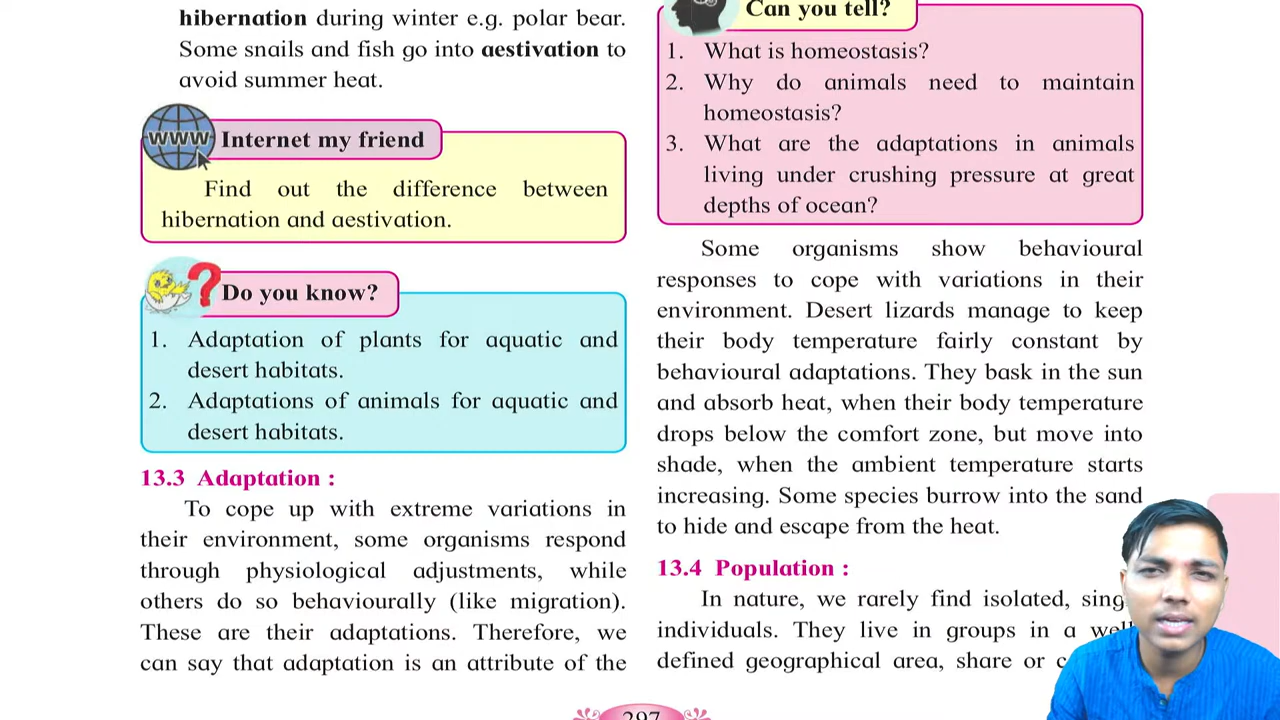 hibernation during winter e.g. polar bear.
Some snails and fish go into aestivation to
avoid summer heat.
www
Internet my friend
Find out the difference between
hibernation and aestivation.
?
Do you know?
1. Adaptation of plants for aquatic and
desert habitats.
2. Adaptations of animals for aquatic and
desert habitats.
13.3 Adaptation :
To cope up with extreme variations in
their environment, some organisms respond
through physiological adjustments, while
others do so behaviourally (like migration).
These are their adaptations. Therefore, we
can say that adaptation is an attribute of the
Can you tell?
1. What is homeostasis?
2. Why do animals need to maintain
homeostasis?
3. What are the adaptations in animals
living under crushing pressure at great
depths of ocean?
Some organisms show behavioural
responses to cope with variations in their
environment. Desert lizards manage to keep
their body temperature fairly constant by
behavioural adaptations. They bask in the sun
and absorb heat, when their body temperature
drops below the comfort zone, but move into
shade, when the ambient temperature starts
increasing. Some species burrow into the sand
to hide and escape from the heat.
13.4 Population :
In nature, we rarely find isolated,
individuals. They live in groups in a
defined geographical area, share or
297